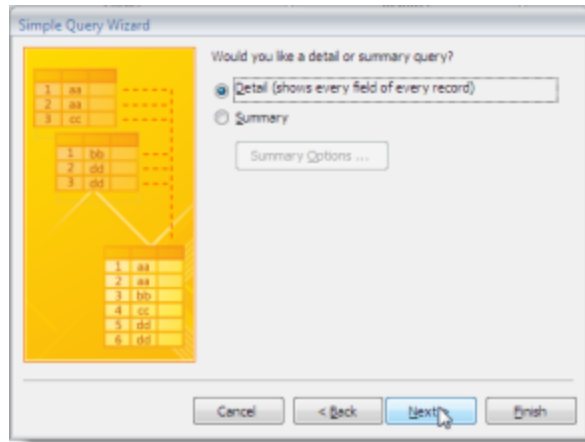 Simple Query Wizard
Would you like a detail or summary query?
Detail (shows every field of every record)
Summary
Summary Options ...
1 aa
2 aa
3 cc
1 bb
2 dd
3 dd
1 aa
2 aa
3 bb
4 cc
5 dd
6 dd
Cancel < Back Next > Finish